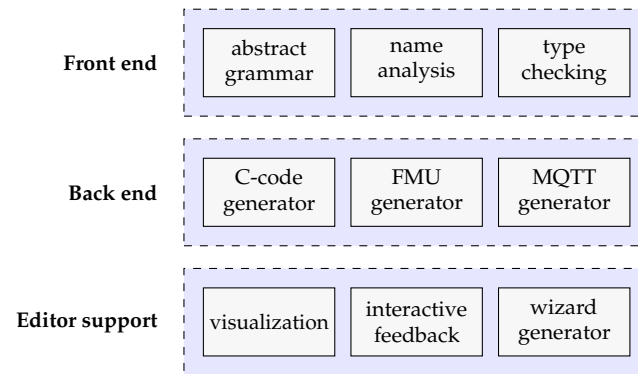 Front end
abstract
grammar
name
analysis
type
checking
Back end
C-code
generator
FMU
generator
MQTT
generator
Editor support
visualization
interactive
feedback
wizard
generator